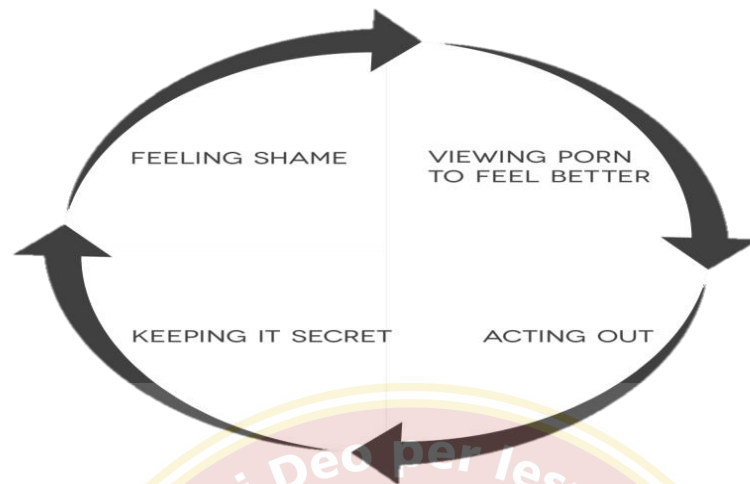 FEELING SHAME
VIEWING PORN
TO FEEL BETTER
KEEPING IT SECRET
ACTING OUT
Deo per